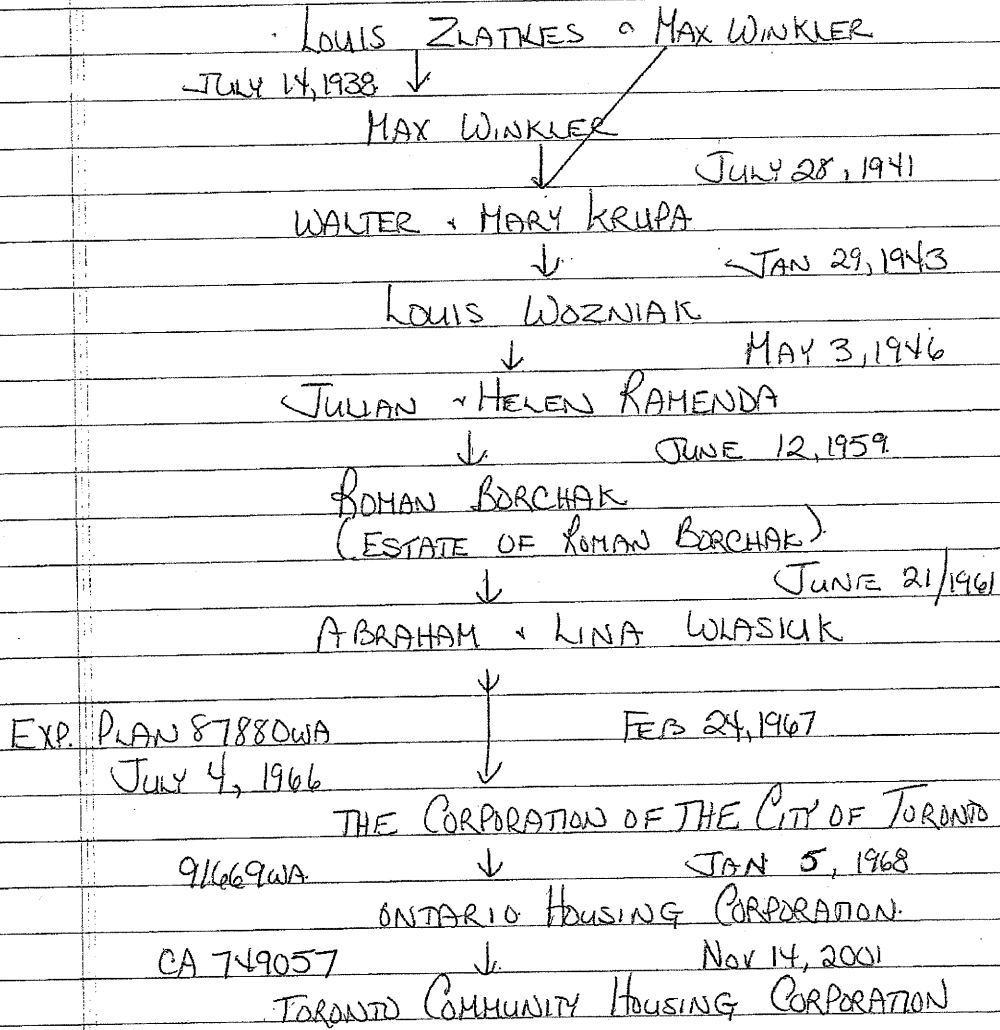 LOUIS ZLATKIES & MAX WINKLER
JULY 14, 1938
MAX WINKLER
JULY 28, 1941
WALTER & MARY KRUPA
JAN 29, 1943
LOUIS WOZNIAK
MAY 3, 1946
JULIAN & HELEN RAMENDA
JUNE 12, 1959
ROMAN BORCHAK
(ESTATE OF ROMAN BORCHAK)
JUNE 21/1961
ABRAHAM & LINA WLASIUK
EXP. PLAN 87880WA FEB 24, 1967
JULY 4, 1966
THE CORPORATION OF THE CITY OF TORONTO
91669WA JAN 5, 1968
ONTARIO HOUSING CORPORATION
CA 749057 NOV 14, 2001
TORONTO COMMUNITY HOUSING CORPORATION